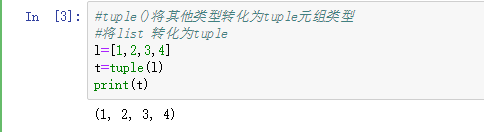 In [3]: #tuple()将其他类型转化为tuple元组类型
#将list 转化为tuple
l=[1,2,3,4]
t=tuple(l)
print(t)
(1, 2, 3, 4)